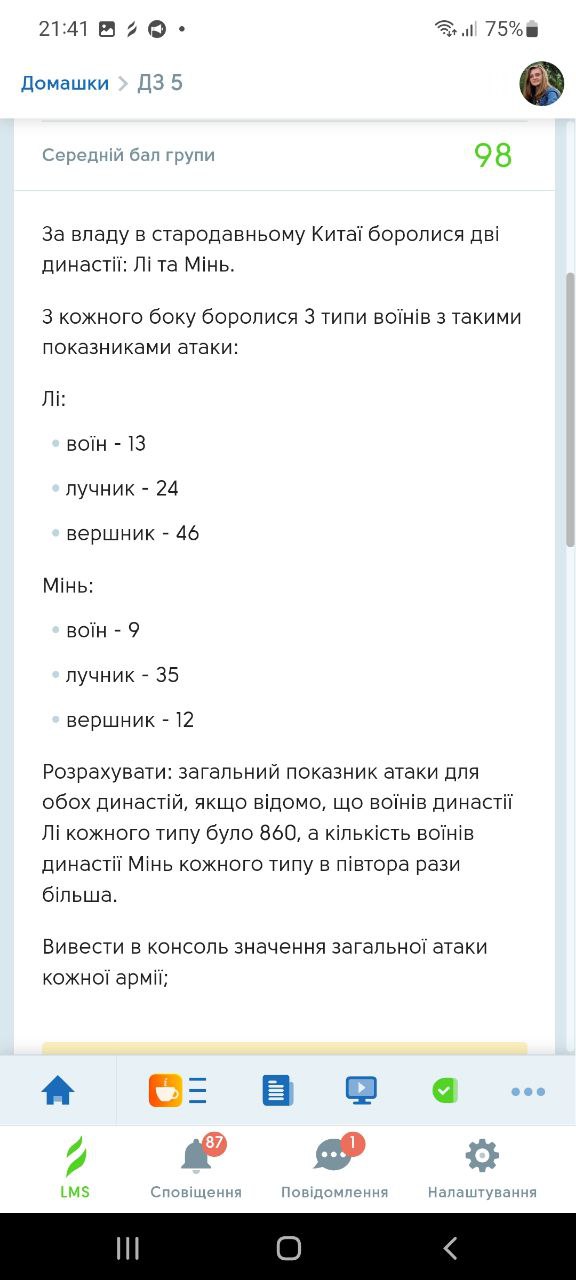 21:41
75%
Домашки > ДЗ 5
Середній бал групи
98
За владу в стародавньому Китаї боролися дві
династії: Лі та Мінь.
З кожного боку боролися 3 типи воїнів з такими
показниками атаки:
Лі:
воїн - 13
лучник - 24
вершник - 46
Мінь:
воїн - 9
лучник - 35
вершник - 12
Розрахувати: загальний показник атаки для
обох династій, якщо відомо, що воїнів династії
Лі кожного типу було 860, а кількість воїнів
династії Мінь кожного типу в півтора рази
більша.
Вивести в консоль значення загальної атаки
кожної армії;
87
1
LMS
Сповіщення
Повідомлення
Налаштування